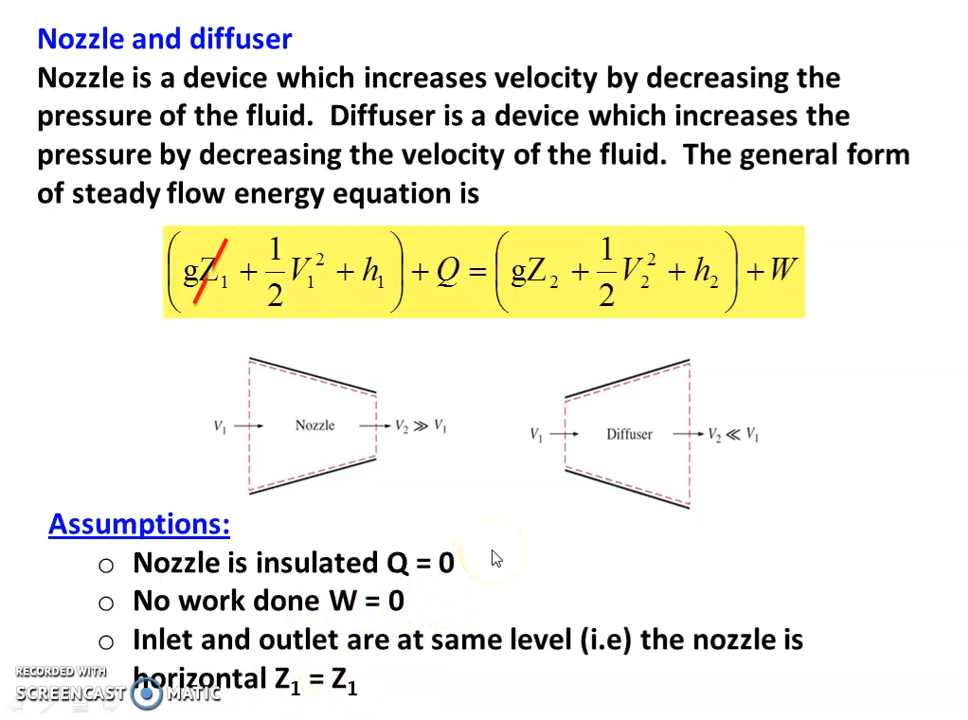 Nozzle and diffuser
Nozzle is a device which increases velocity by decreasing the
pressure of the fluid. Diffuser is a device which increases the
pressure by decreasing the velocity of the fluid. The general form
of steady flow energy equation is
(gZ₁ + 1/2 V₁² + h₁) + Q = (gZ₂ + 1/2 V₂² + h₂) + W
V₁ Nozzle V₂ ≫ V₁
V₁ Diffuser V₂ ≪ V₁
Assumptions:
o Nozzle is insulated Q = 0
o No work done W = 0
o Inlet and outlet are at same level (i.e) the nozzle is
horizontal Z₁ = Z₁
RECORDED WITH
SCREENCAST MATIC